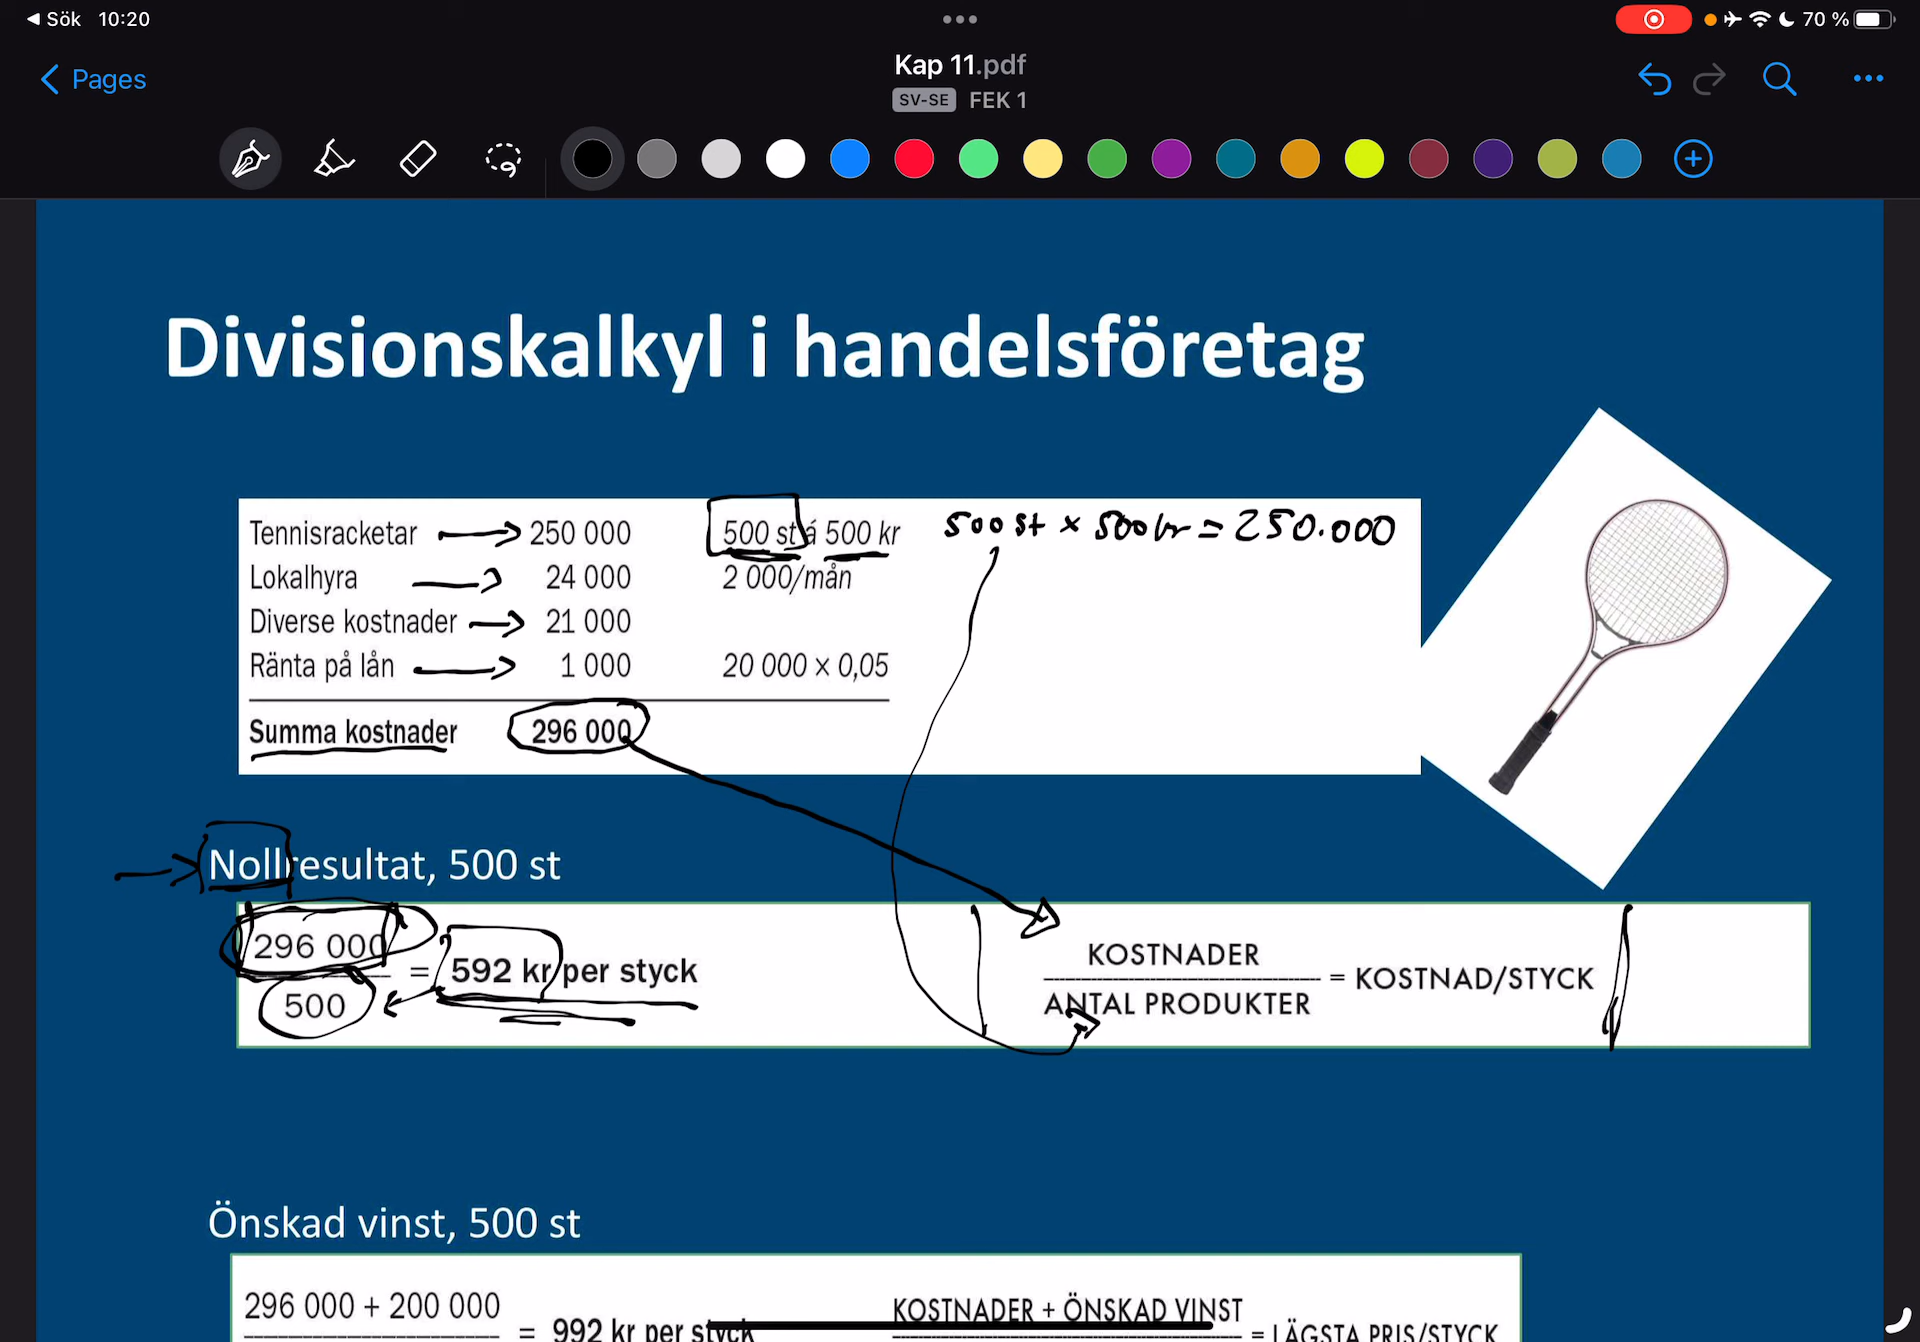 Sök 10:20
70 %
Pages
Kap 11.pdf
SV-SE FEK 1
Divisionskalkyl i handelsföretag
Tennisracketar 250 000 500 st á 500 kr 500 st × 500 kr = 250.000
Lokalhyra 24 000 2 000/mån
Diverse kostnader 21 000
Ränta på lån 1 000 20 000 × 0,05
Summa kostnader 296 000
Nollresultat, 500 st
296 000
500
= 592 kr per styck
KOSTNADER
ANTAL PRODUKTER
= KOSTNAD/STYCK
Önskad vinst, 500 st
296 000 + 200 000
= 992 kr per styck
KOSTNADER + ÖNSKAD VINST
= LÄGSTA PRIS/STYCK